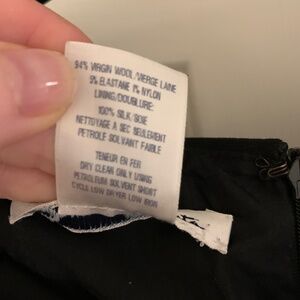 94% VIRGIN WOOL/VIERGE LAINE
5% ELASTANE 1% NYLON
LINING/DOUBLURE:
100% SILK/SOIE
NETTOYAGE A SEC SEULEMENT
PETROLE SOLVANT FAIBLE
TENEUR EN FER
DRY CLEAN ONLY USING
PETROLEUM SOLVENT SHORT
CYCLE LOW DRYER LOW IRON